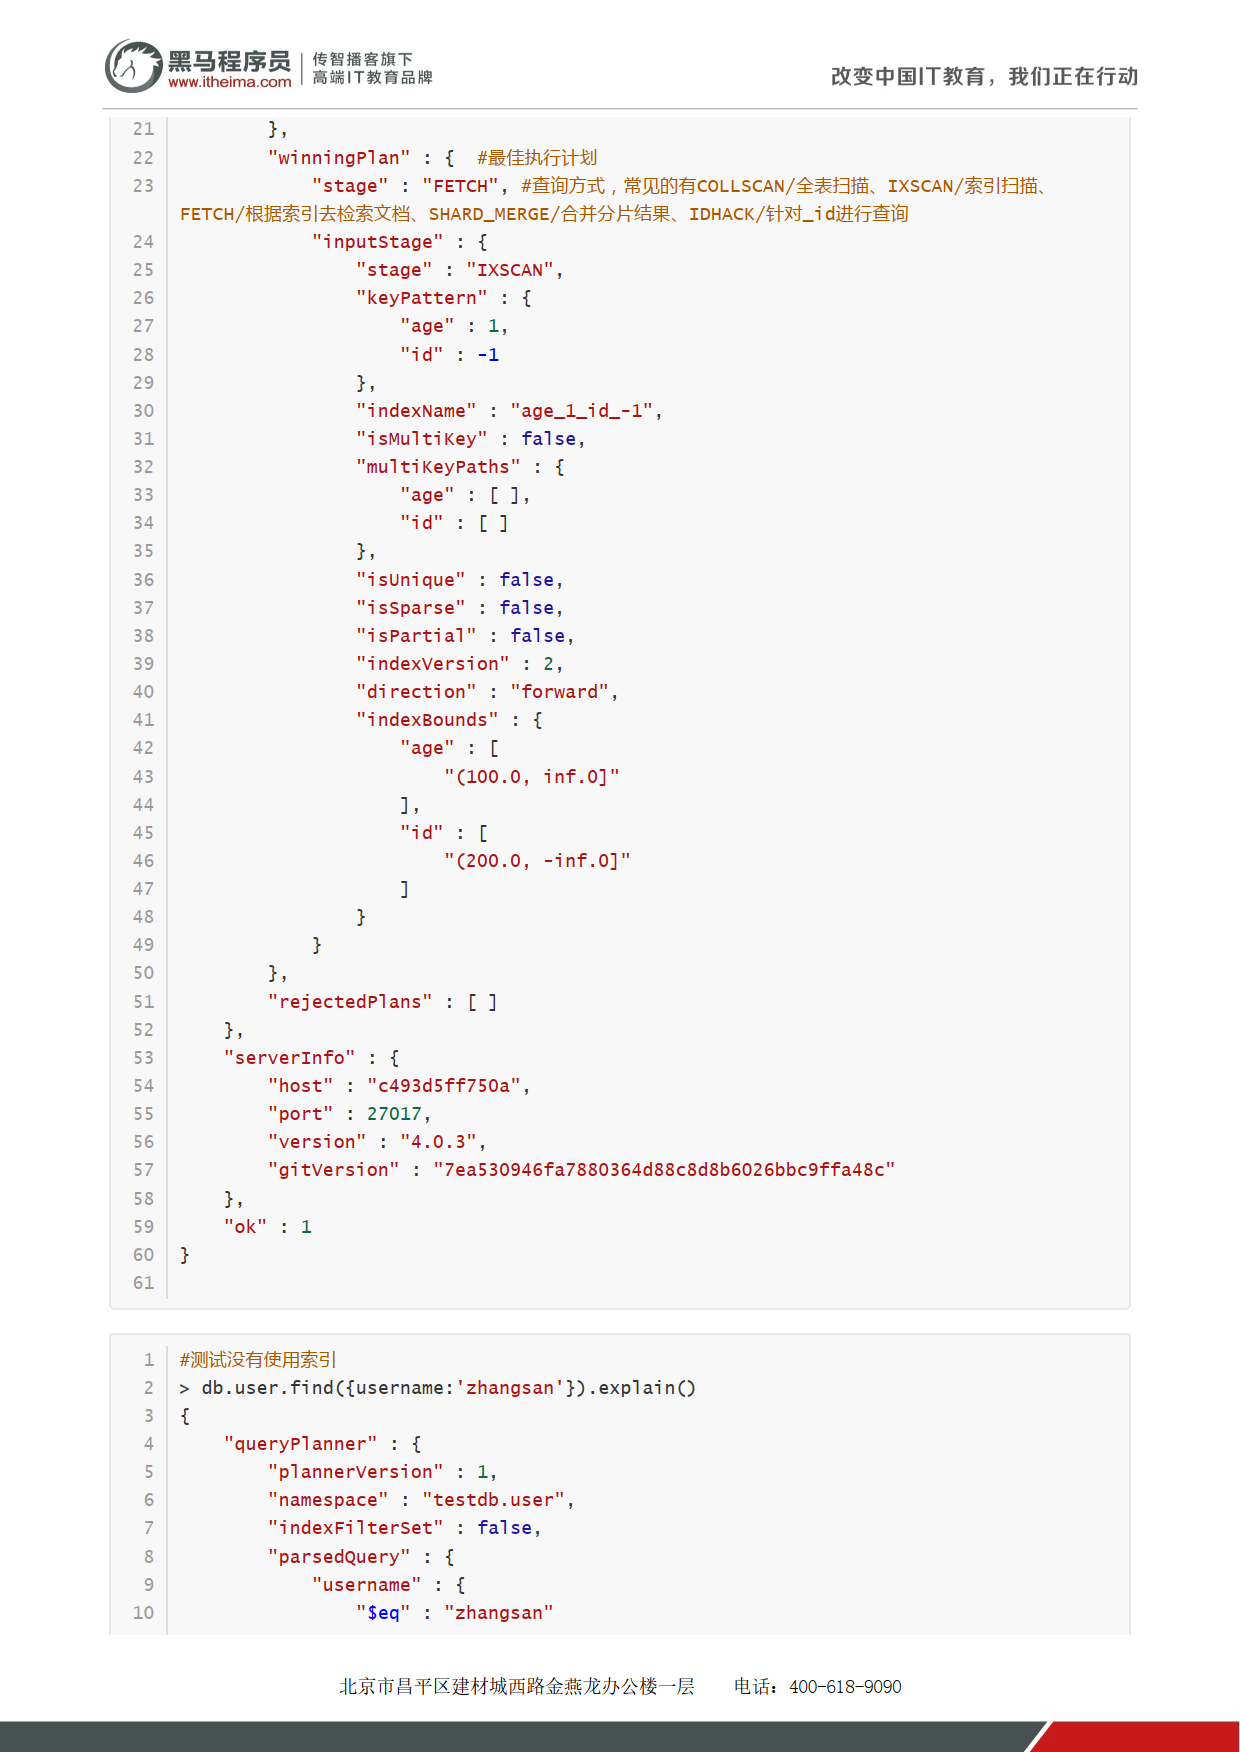 黑马程序员
www.itheima.com
传智播客旗下
高端IT教育品牌
改变中国IT教育，我们正在行动
21 },
22 "winningPlan" : { #最佳执行计划
23 "stage" : "FETCH", #查询方式，常见的有COLLSCAN/全表扫描、IXSCAN/索引扫描、
FETCH/根据索引去检索文档、SHARD_MERGE/合并分片结果、IDHACK/针对_id进行查询
24 "inputStage" : {
25 "stage" : "IXSCAN",
26 "keyPattern" : {
27 "age" : 1,
28 "id" : -1
29 },
30 "indexName" : "age_1_id_-1",
31 "isMultiKey" : false,
32 "multiKeyPaths" : {
33 "age" : [ ],
34 "id" : [ ]
35 },
36 "isUnique" : false,
37 "isSparse" : false,
38 "isPartial" : false,
39 "indexVersion" : 2,
40 "direction" : "forward",
41 "indexBounds" : {
42 "age" : [
43 "(100.0, inf.0]"
44 ],
45 "id" : [
46 "(200.0, -inf.0]"
47 ]
48 }
49 }
50 },
51 "rejectedPlans" : [ ]
52 },
53 "serverInfo" : {
54 "host" : "c493d5ff750a",
55 "port" : 27017,
56 "version" : "4.0.3",
57 "gitVersion" : "7ea530946fa7880364d88c8d8b6026bbc9ffa48c"
58 },
59 "ok" : 1
60 }
61
1 #测试没有使用索引
2 > db.user.find({username:'zhangsan'}).explain()
3 {
4 "queryPlanner" : {
5 "plannerVersion" : 1,
6 "namespace" : "testdb.user",
7 "indexFilterSet" : false,
8 "parsedQuery" : {
9 "username" : {
10 "$eq" : "zhangsan"
北京市昌平区建材城西路金燕龙办公楼一层 电话：400-618-9090